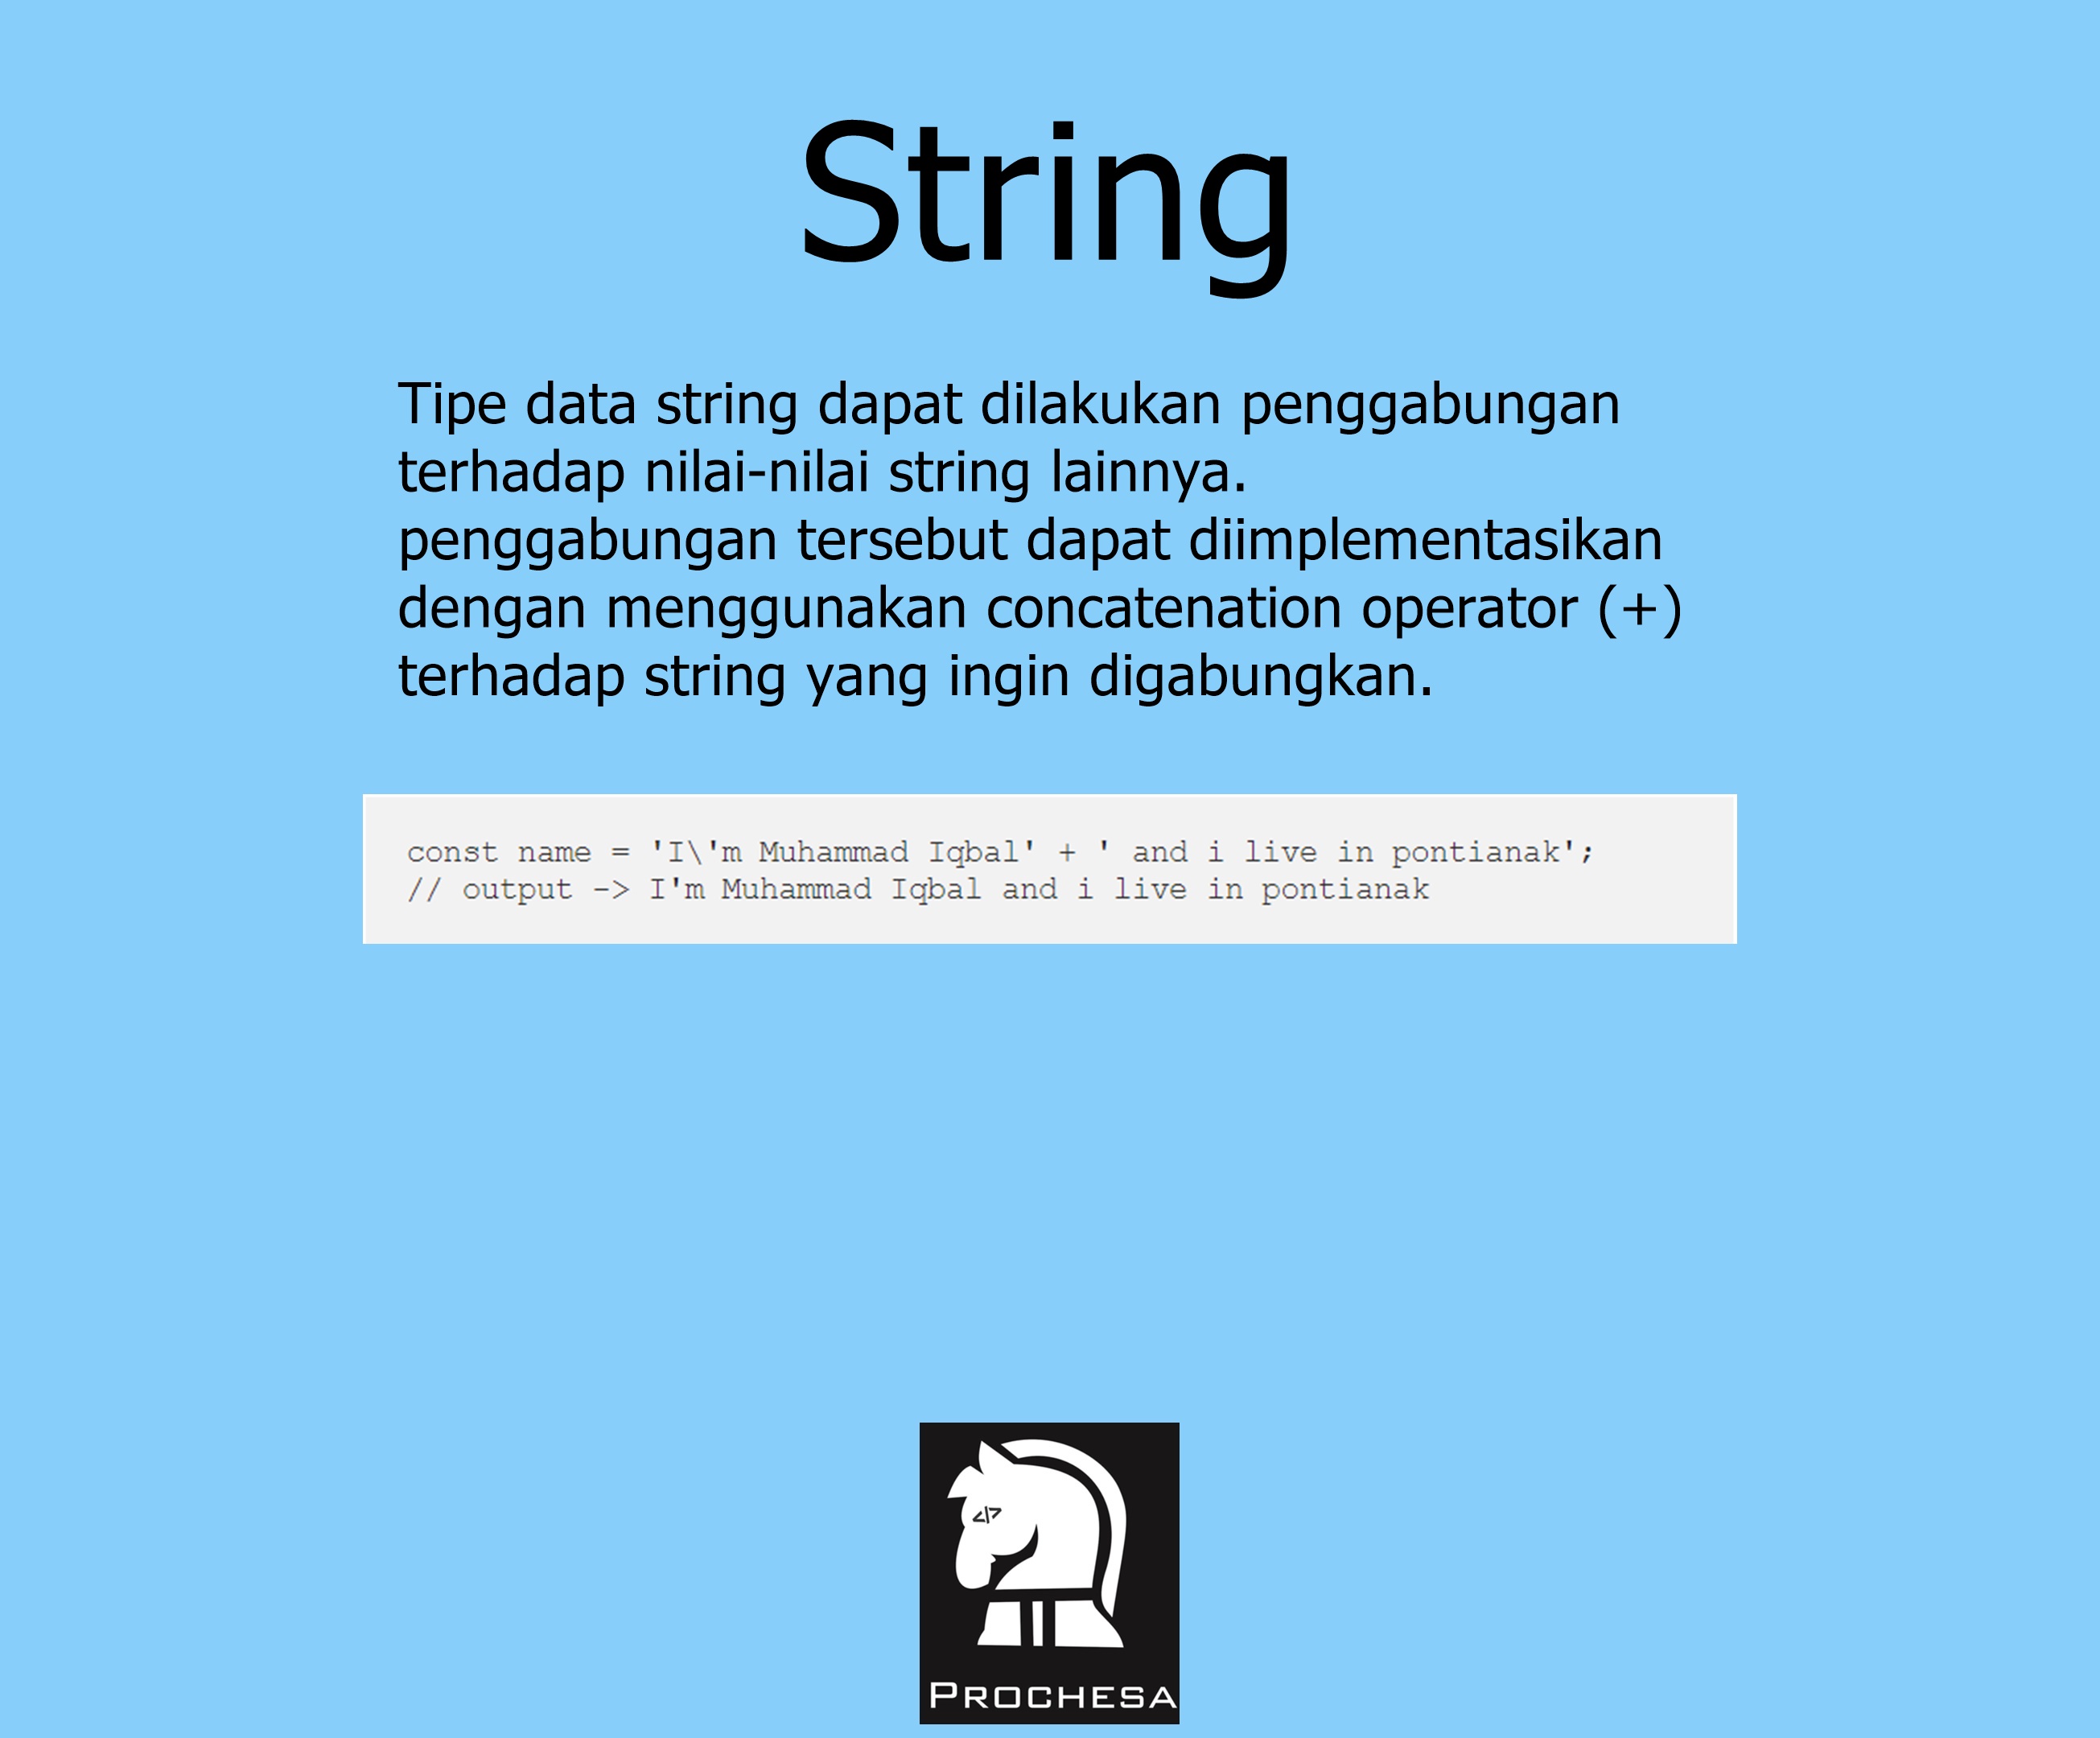 String
Tipe data string dapat dilakukan penggabungan
terhadap nilai-nilai string lainnya.
penggabungan tersebut dapat diimplementasikan
dengan menggunakan concatenation operator (+)
terhadap string yang ingin digabungkan.
const name = 'I\'m Muhammad Iqbal' + ' and i live in pontianak';
// output -> I'm Muhammad Iqbal and i live in pontianak
</>
PROCHESA